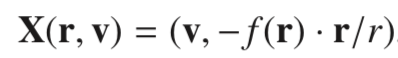 X(r, v) = (v, −f(r) · r/r)